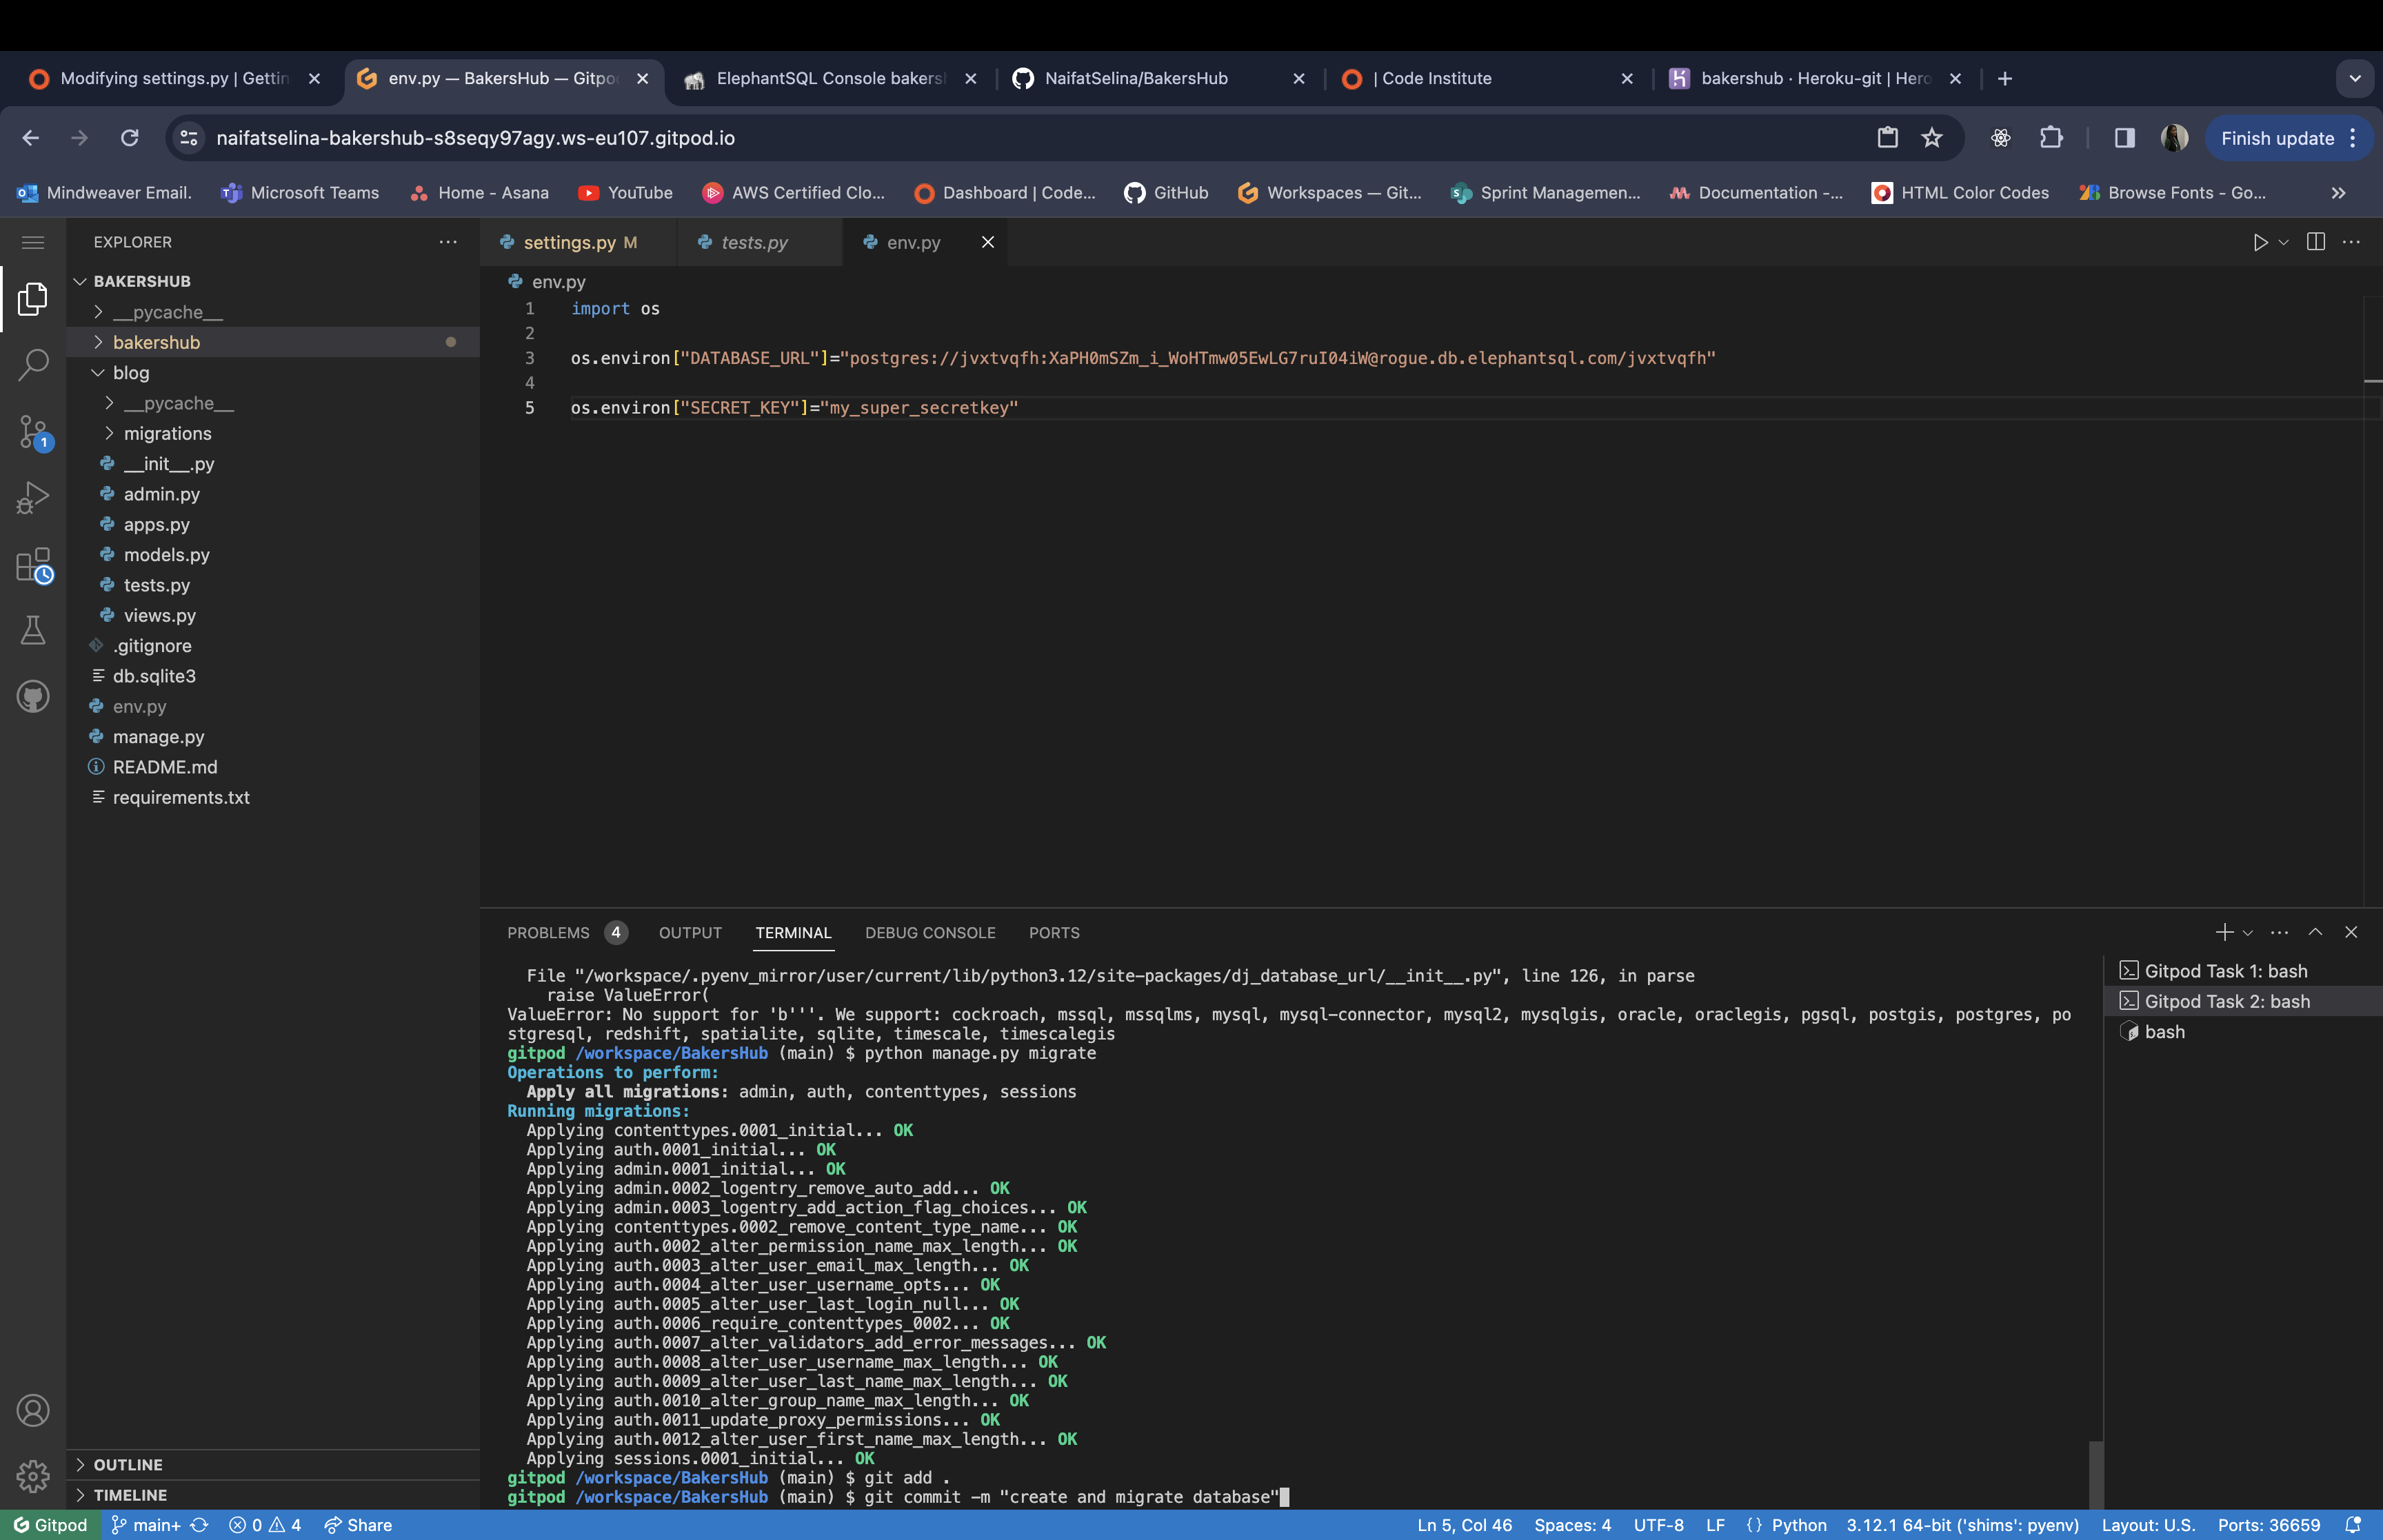 Modifying settings.py | Gettin
env.py — BakersHub — Gitpo
ElephantSQL Console bakers
NaifatSelina/BakersHub
| Code Institute
bakershub · Heroku-git | Hero
naifatselina-bakershub-s8seqy97agy.ws-eu107.gitpod.io
Finish update
Mindweaver Email.
Microsoft Teams
Home - Asana
YouTube
AWS Certified Clo...
Dashboard | Code...
GitHub
Workspaces — Git...
Sprint Managemen...
Documentation -...
HTML Color Codes
Browse Fonts - Go...
EXPLORER
settings.py M
tests.py
env.py
BAKERSHUB
__pycache__
bakershub
blog
__pycache__
migrations
__init__.py
admin.py
apps.py
models.py
tests.py
views.py
.gitignore
db.sqlite3
env.py
manage.py
README.md
requirements.txt
OUTLINE
TIMELINE
1
env.py
1 import os
2
3 os.environ["DATABASE_URL"]="postgres://jvxtvqfh:XaPH0mSZm_i_WoHTmw05EwLG7ruI04iW@rogue.db.elephantsql.com/jvxtvqfh"
4
5 os.environ["SECRET_KEY"]="my_super_secretkey"
PROBLEMS 4 OUTPUT TERMINAL DEBUG CONSOLE PORTS
File "/workspace/.pyenv_mirror/user/current/lib/python3.12/site-packages/dj_database_url/__init__.py", line 126, in parse
raise ValueError(
ValueError: No support for 'b'''. We support: cockroach, mssql, mssqlms, mysql, mysql-connector, mysql2, mysqlgis, oracle, oraclegis, pgsql, postgis, postgres, po
stgresql, redshift, spatialite, sqlite, timescale, timescalegis
gitpod /workspace/BakersHub (main) $ python manage.py migrate
Operations to perform:
Apply all migrations: admin, auth, contenttypes, sessions
Running migrations:
Applying contenttypes.0001_initial... OK
Applying auth.0001_initial... OK
Applying admin.0001_initial... OK
Applying admin.0002_logentry_remove_auto_add... OK
Applying admin.0003_logentry_add_action_flag_choices... OK
Applying contenttypes.0002_remove_content_type_name... OK
Applying auth.0002_alter_permission_name_max_length... OK
Applying auth.0003_alter_user_email_max_length... OK
Applying auth.0004_alter_user_username_opts... OK
Applying auth.0005_alter_user_last_login_null... OK
Applying auth.0006_require_contenttypes_0002... OK
Applying auth.0007_alter_validators_add_error_messages... OK
Applying auth.0008_alter_user_username_max_length... OK
Applying auth.0009_alter_user_last_name_max_length... OK
Applying auth.0010_alter_group_name_max_length... OK
Applying auth.0011_update_proxy_permissions... OK
Applying auth.0012_alter_user_first_name_max_length... OK
Applying sessions.0001_initial... OK
gitpod /workspace/BakersHub (main) $ git add .
gitpod /workspace/BakersHub (main) $ git commit -m "create and migrate database"
Gitpod Task 1: bash
Gitpod Task 2: bash
bash
Gitpod main+ 0 4 Share
Ln 5, Col 46 Spaces: 4 UTF-8 LF {} Python 3.12.1 64-bit ('shims': pyenv) Layout: U.S. Ports: 36659